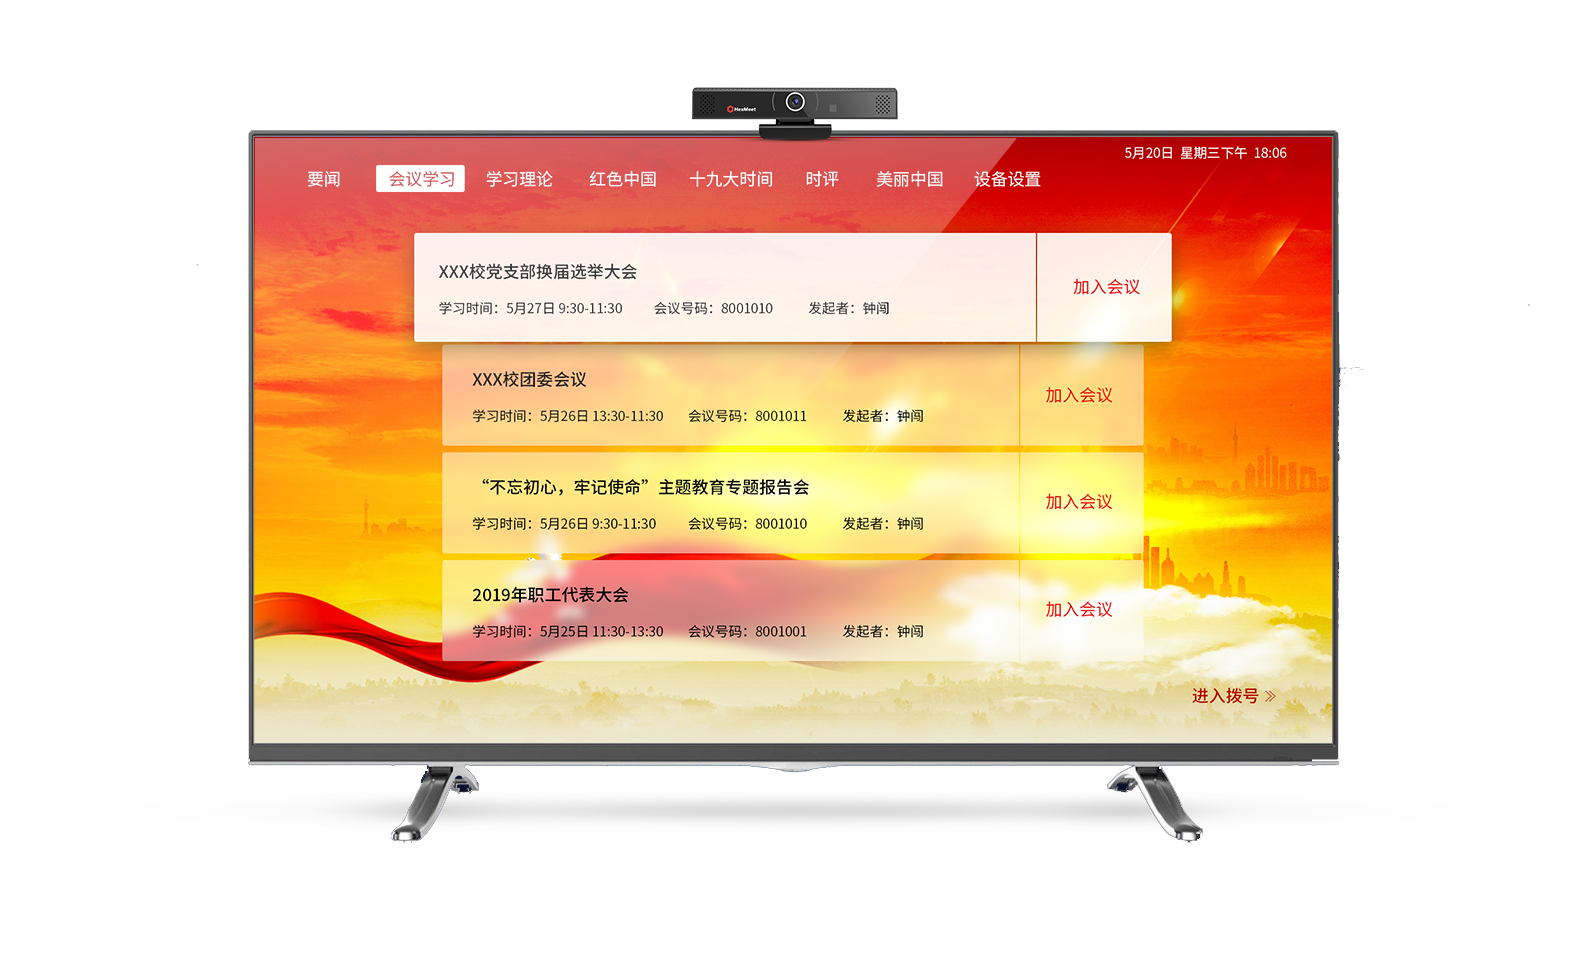 HexMeet
5月20日 星期三下午 18:06
要闻 会议学习 学习理论 红色中国 十九大时间 时评 美丽中国 设备设置
XXX校党支部换届选举大会
学习时间：5月27日 9:30-11:30 会议号码：8001010 发起者：钟闯
加入会议
XXX校团委会议
学习时间：5月26日 13:30-11:30 会议号码：8001011 发起者：钟闯
加入会议
“不忘初心，牢记使命”主题教育专题报告会
学习时间：5月26日 9:30-11:30 会议号码：8001010 发起者：钟闯
加入会议
2019年职工代表大会
学习时间：5月25日 11:30-13:30 会议号码：8001001 发起者：钟闯
加入会议
进入拨号 》